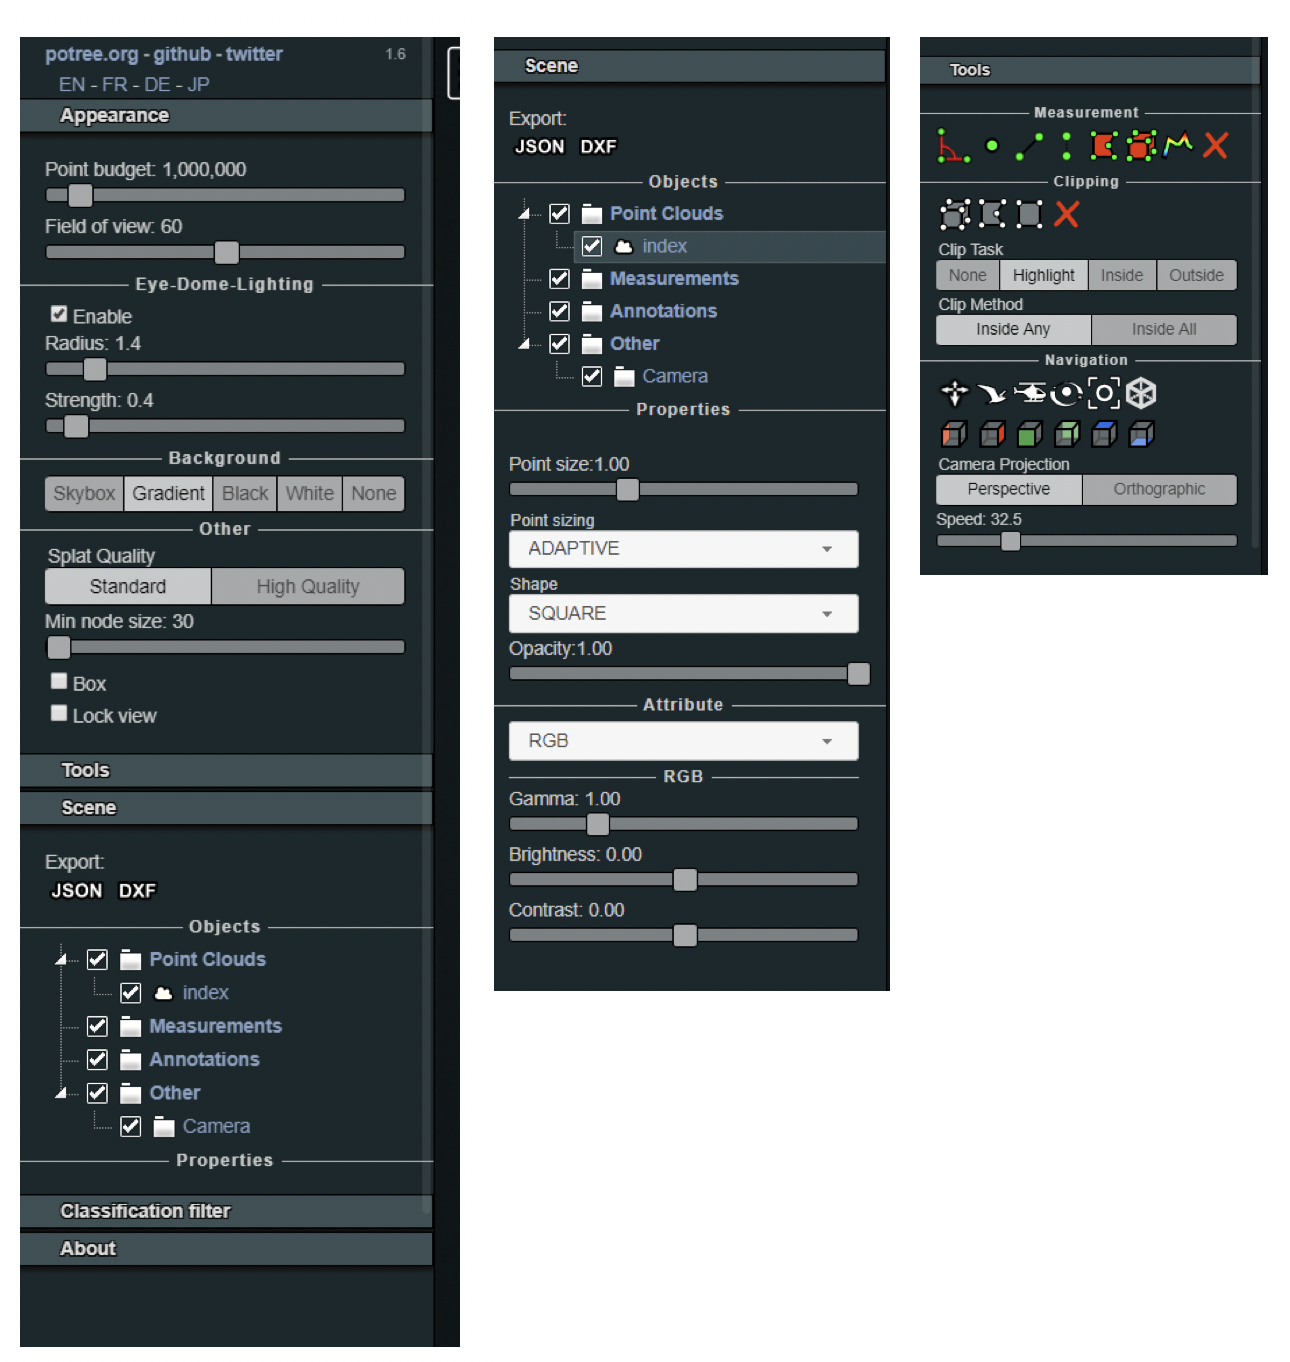 potree.org - github - twitter 1.6
EN - FR - DE - JP
Appearance
Point budget: 1,000,000
Field of view: 60
Eye-Dome-Lighting
Enable
Radius: 1.4
Strength: 0.4
Background
Skybox Gradient Black White None
Other
Splat Quality
Standard High Quality
Min node size: 30
Box
Lock view
Tools
Scene
Export:
JSON DXF
Objects
Point Clouds
index
Measurements
Annotations
Other
Camera
Properties
Classification filter
About
Scene
Export:
JSON DXF
Objects
Point Clouds
index
Measurements
Annotations
Other
Camera
Properties
Point size:1.00
Point sizing
ADAPTIVE
Shape
SQUARE
Opacity:1.00
Attribute
RGB
RGB
Gamma: 1.00
Brightness: 0.00
Contrast: 0.00
Tools
Measurement
Clipping
Clip Task
None Highlight Inside Outside
Clip Method
Inside Any Inside All
Navigation
Camera Projection
Perspective Orthographic
Speed: 32.5